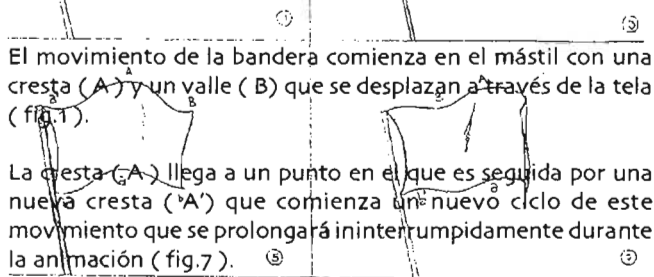 El movimiento de la bandera comienza en el mástil con una
cresta ( A ) y un valle ( B) que se desplazan a través de la tela
( fig.1 ).
La cresta ( A ) llega a un punto en el que es seguida por una
nueva cresta ( A′) que comienza un nuevo ciclo de este
movimiento que se prolongará ininterrumpidamente durante
la animación ( fig.7 ).